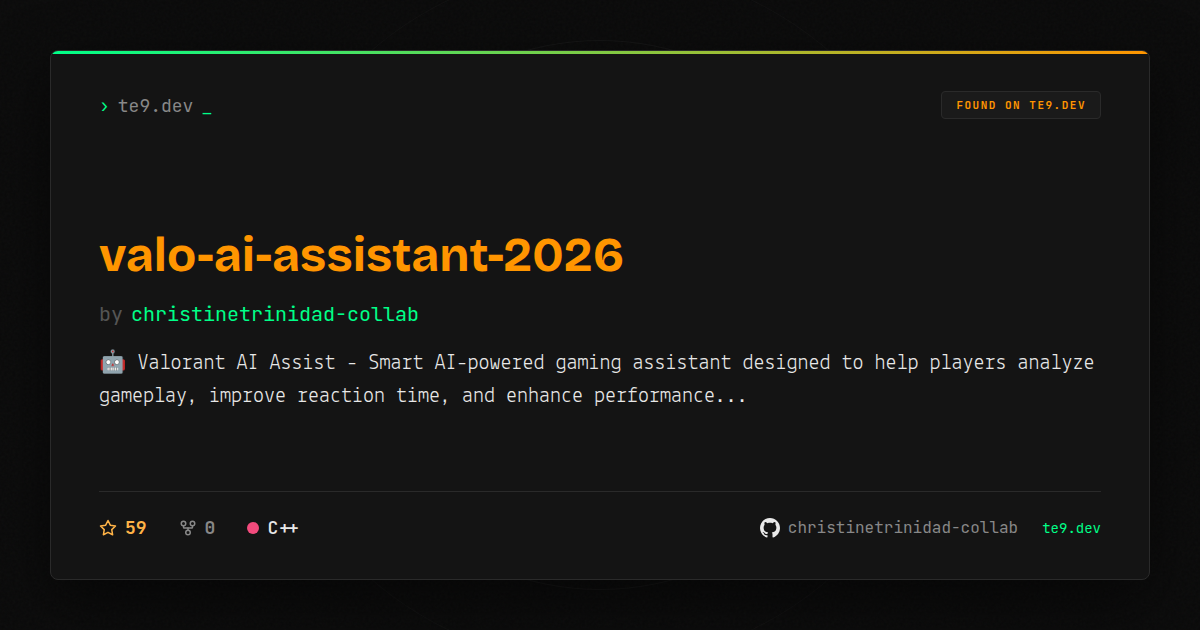 › te9.dev _
FOUND ON TE9.DEV
valo-ai-assistant-2026
by christinetrinidad-collab
🤖 Valorant AI Assist - Smart AI-powered gaming assistant designed to help players analyze
gameplay, improve reaction time, and enhance performance...
59 0 C++
christinetrinidad-collab te9.dev